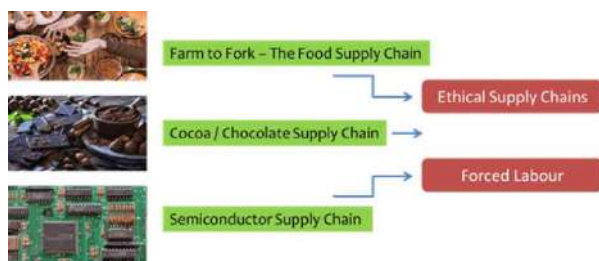 Farm to Fork – The Food Supply Chain
Ethical Supply Chains
Cocoa / Chocolate Supply Chain
Forced Labour
Semiconductor Supply Chain